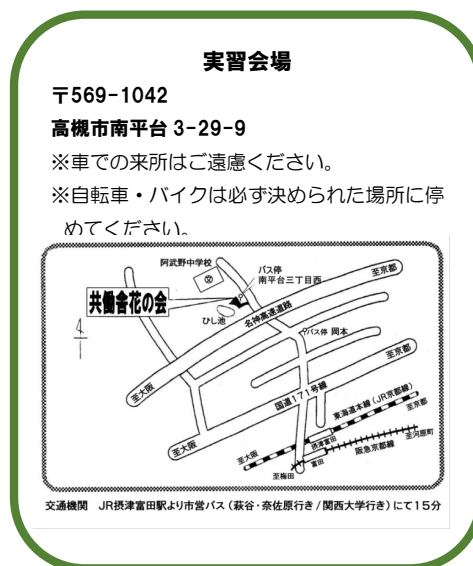 実習会場
〒569-1042
高槻市南平台 3-29-9
※車での来所はご遠慮ください。
※自転車・バイクは必ず決められた場所に停
めてください。
阿武野中学校
バス停
南平台三丁目西
至京都
共働舎花の会
ひし池
名神高速道路
バス停 岡本
至京都
至大阪
国道171号線
東海道本線(JR京都線)
至京都
至大阪
至大阪
摂津富田
阪急京都線
至河原町
富田
至梅田
交通機関 JR摂津富田駅より市営バス(萩谷・奈佐原行き/関西大学行き)にて15分